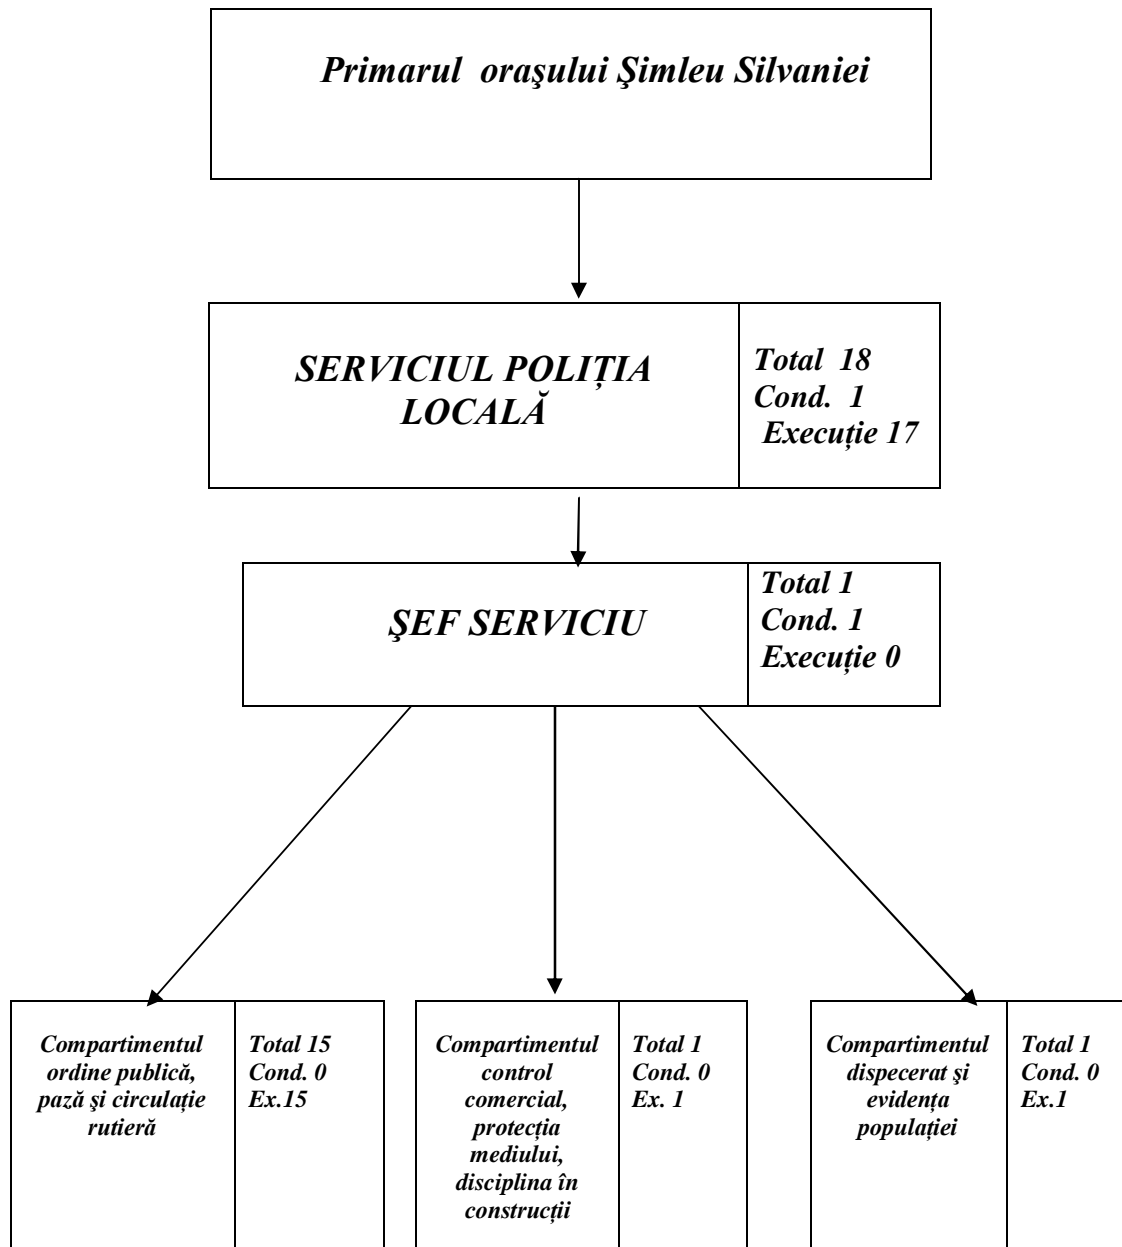 Primarul oraşului Şimleu Silvaniei
SERVICIUL POLIȚIA
LOCALĂ
Total 18
Cond. 1
Execuție 17
ŞEF SERVICIU
Total 1
Cond. 1
Execuție 0
Compartimentul
ordine publică,
pază şi circulație
rutieră
Total 15
Cond. 0
Ex.15
Compartimentul
control
comercial,
protecția
mediului,
disciplina în
construcții
Total 1
Cond. 0
Ex. 1
Compartimentul
dispecerat şi
evidența
populației
Total 1
Cond. 0
Ex.1